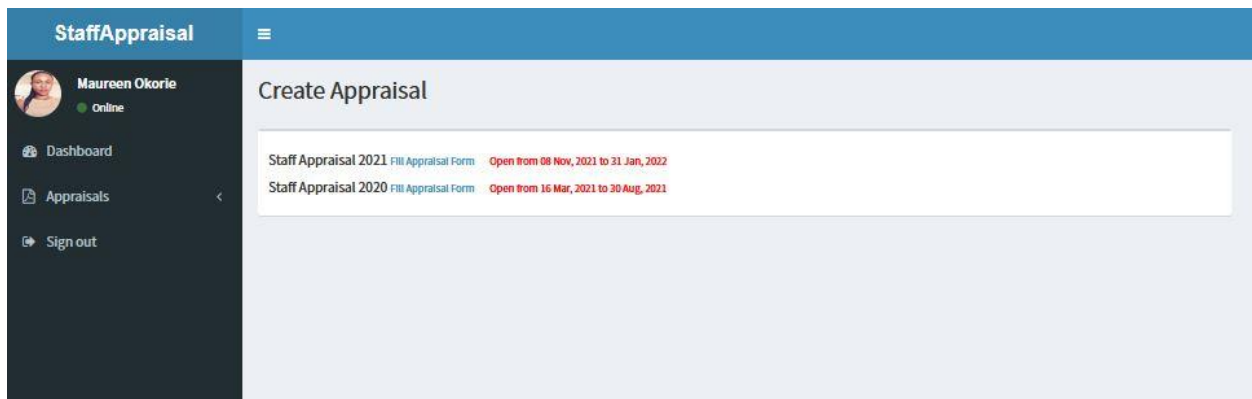 StaffAppraisal
Maureen Okorie
Online
Dashboard
Appraisals
Sign out
Create Appraisal
Staff Appraisal 2021 Fill Appraisal Form Open from 08 Nov, 2021 to 31 Jan, 2022
Staff Appraisal 2020 Fill Appraisal Form Open from 16 Mar, 2021 to 30 Aug, 2021